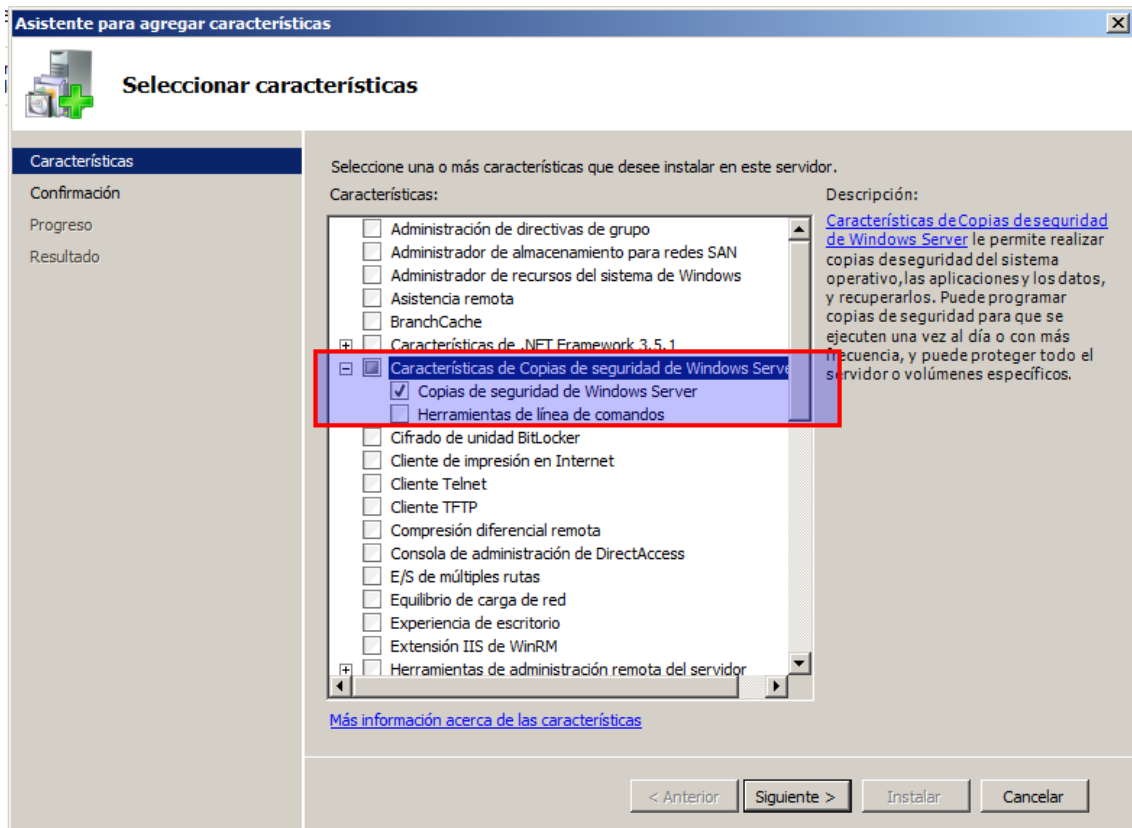 Asistente para agregar características
Seleccionar características
Características
Confirmación
Progreso
Resultado
Seleccione una o más características que desee instalar en este servidor.
Características:
Administración de directivas de grupo
Administrador de almacenamiento para redes SAN
Administrador de recursos del sistema de Windows
Asistencia remota
BranchCache
Características de .NET Framework 3.5.1
Características de Copias de seguridad de Windows Serve
Copias de seguridad de Windows Server
Herramientas de línea de comandos
Cifrado de unidad BitLocker
Cliente de impresión en Internet
Cliente Telnet
Cliente TFTP
Compresión diferencial remota
Consola de administración de DirectAccess
E/S de múltiples rutas
Equilibrio de carga de red
Experiencia de escritorio
Extensión IIS de WinRM
Herramientas de administración remota del servidor
Más información acerca de las características
Descripción:
Características de Copias de seguridad
de Windows Server le permite realizar
copias de seguridad del sistema
operativo, las aplicaciones y los datos,
y recuperarlos. Puede programar
copias de seguridad para que se
ejecuten una vez al día o con más
frecuencia, y puede proteger todo el
servidor o volúmenes específicos.
< Anterior
Siguiente >
Instalar
Cancelar